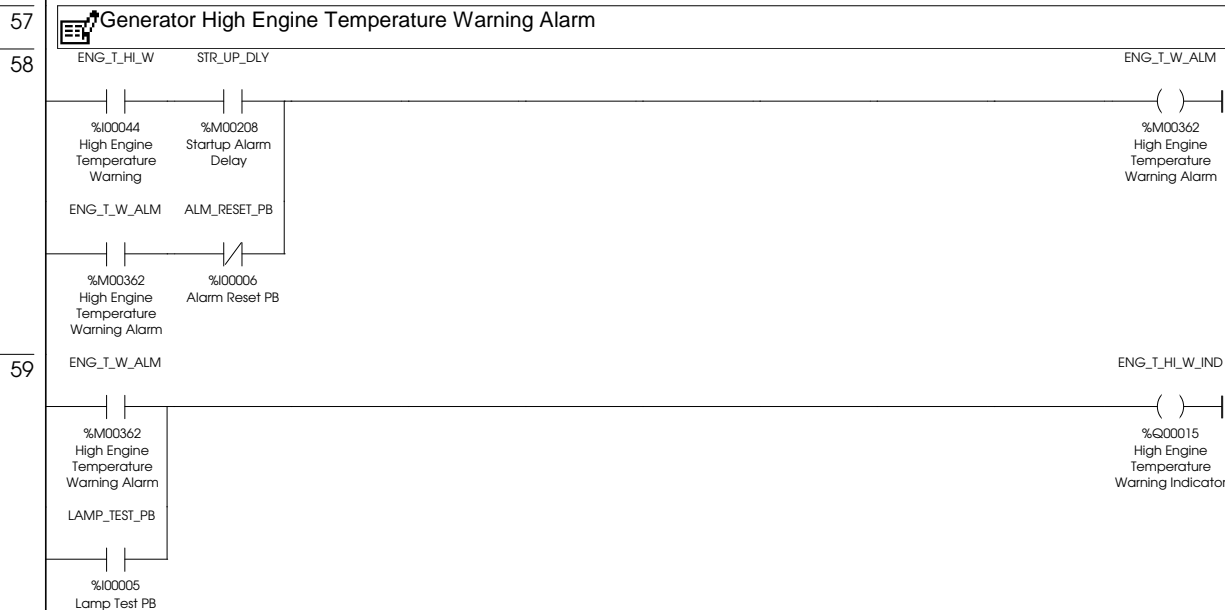 57
Generator High Engine Temperature Warning Alarm
58
ENG_T_HI_W STR_UP_DLY ENG_T_W_ALM
%I00044 %M00208 %M00362
High Engine Startup Alarm High Engine
Temperature Delay Temperature
Warning Warning Alarm
ENG_T_W_ALM ALM_RESET_PB
%M00362 %I00006
High Engine Alarm Reset PB
Temperature
Warning Alarm
59
ENG_T_W_ALM ENG_T_HI_W_IND
%M00362 %Q00015
High Engine High Engine
Temperature Temperature
Warning Alarm Warning Indicator
LAMP_TEST_PB
%I00005
Lamp Test PB